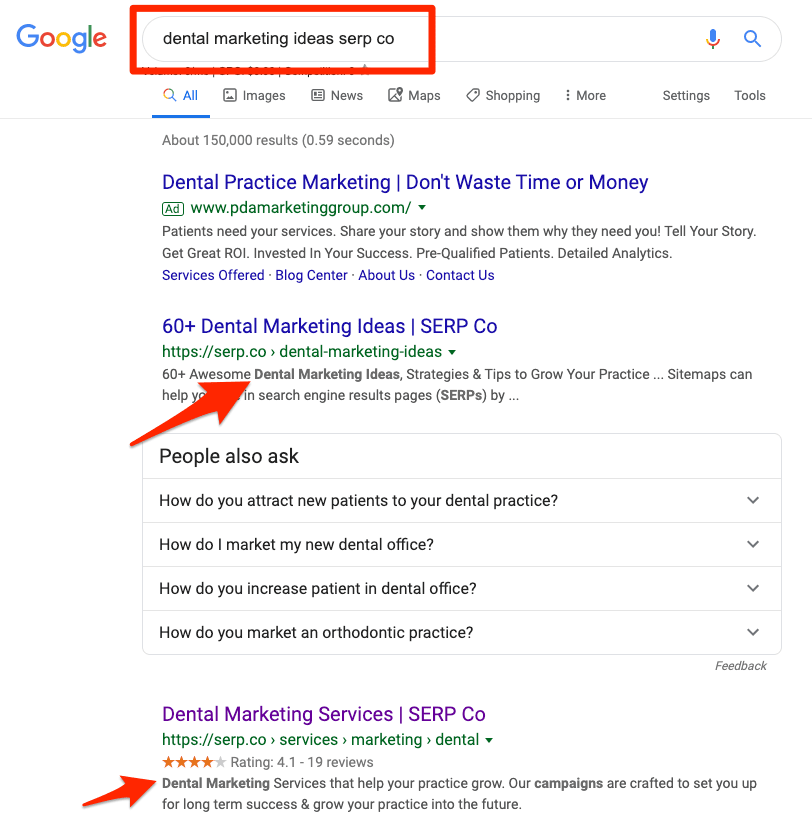 Google
dental marketing ideas serp co
All Images News Maps Shopping More Settings Tools
About 150,000 results (0.59 seconds)
Dental Practice Marketing | Don't Waste Time or Money
Ad www.pdamarketinggroup.com/
Patients need your services. Share your story and show them why they need you! Tell Your Story.
Get Great ROI. Invested In Your Success. Pre-Qualified Patients. Detailed Analytics.
Services Offered · Blog Center · About Us · Contact Us
60+ Dental Marketing Ideas | SERP Co
https://serp.co › dental-marketing-ideas
60+ Awesome Dental Marketing Ideas, Strategies & Tips to Grow Your Practice ... Sitemaps can
help in search engine results pages (SERPs) by ...
People also ask
How do you attract new patients to your dental practice?
How do I market my new dental office?
How do you increase patient in dental office?
How do you market an orthodontic practice?
Feedback
Dental Marketing Services | SERP Co
https://serp.co › services › marketing › dental
Rating: 4.1 - 19 reviews
Dental Marketing Services that help your practice grow. Our campaigns are crafted to set you up
for long term success & grow your practice into the future.